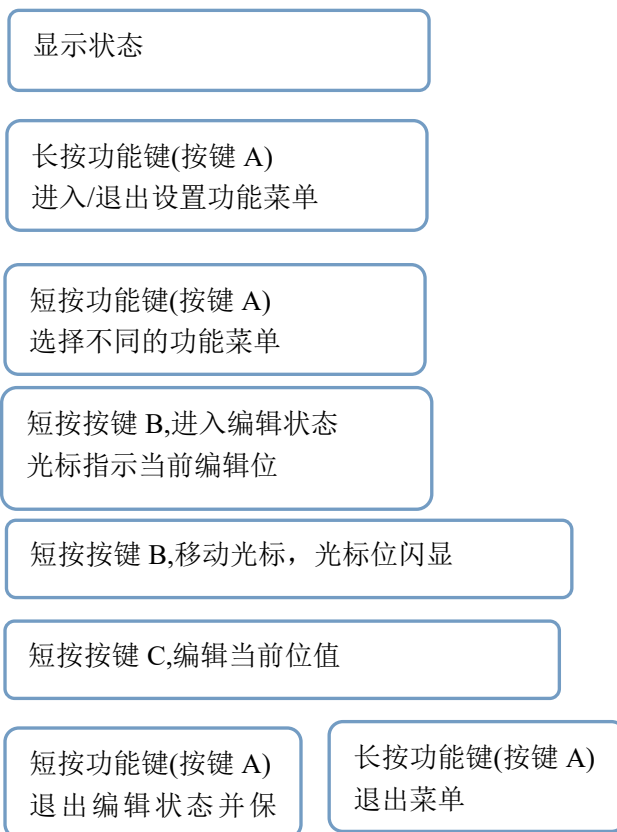 显示状态
长按功能键(按键 A)
进入/退出设置功能菜单
短按功能键(按键 A)
选择不同的功能菜单
短按按键 B,进入编辑状态
光标指示当前编辑位
短按按键 B,移动光标，光标位闪显
短按按键 C,编辑当前位值
短按功能键(按键 A)
退出编辑状态并保
长按功能键(按键 A)
退出菜单